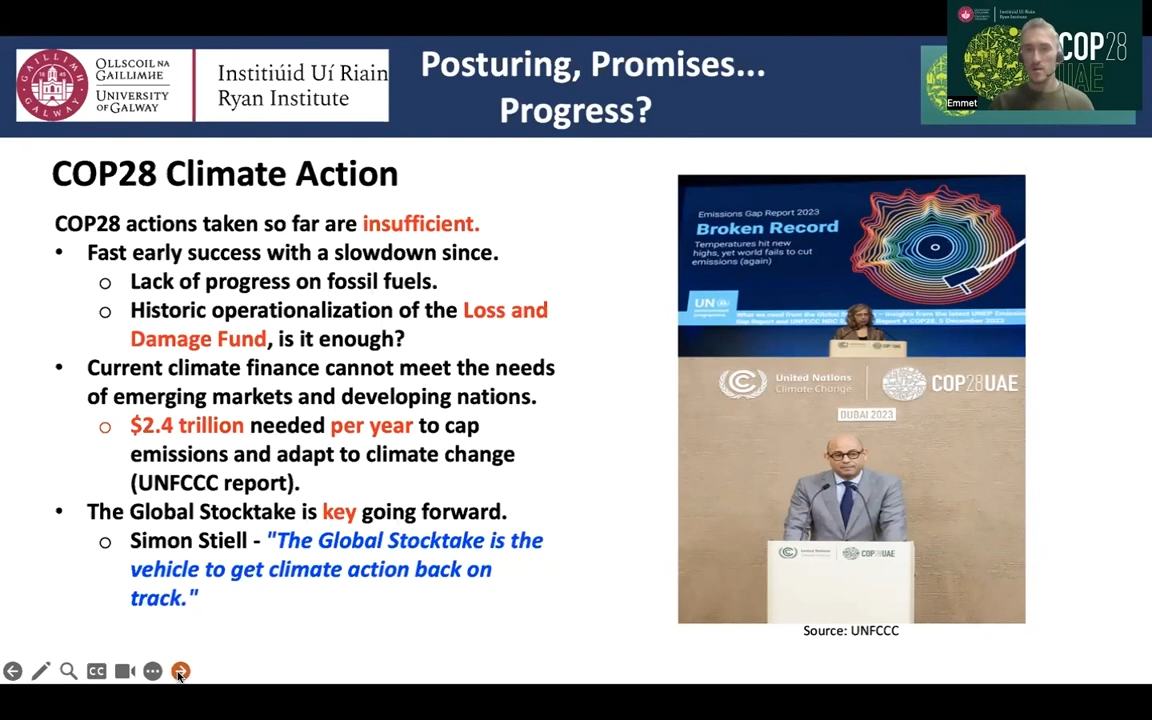 OLLSCOIL NA
GAILLIMHE
UNIVERSITY
OF GALWAY
Institiúid Uí Riain
Ryan Institute
Posturing, Promises...
Progress?
COP28
UAE
Emmet
COP28 Climate Action
COP28 actions taken so far are insufficient.
• Fast early success with a slowdown since.
o Lack of progress on fossil fuels.
o Historic operationalization of the Loss and
Damage Fund, is it enough?
• Current climate finance cannot meet the needs
of emerging markets and developing nations.
o $2.4 trillion needed per year to cap
emissions and adapt to climate change
(UNFCCC report).
• The Global Stocktake is key going forward.
o Simon Stiell - "The Global Stocktake is the
vehicle to get climate action back on
track."
Emissions Gap Report 2023
Broken Record
Temperatures hit new
highs, yet world fails to cut
emissions (again)
UN
United Nations
Climate Change
COP28UAE
DUBAI 2023
COP28UAE
Source: UNFCCC
CC